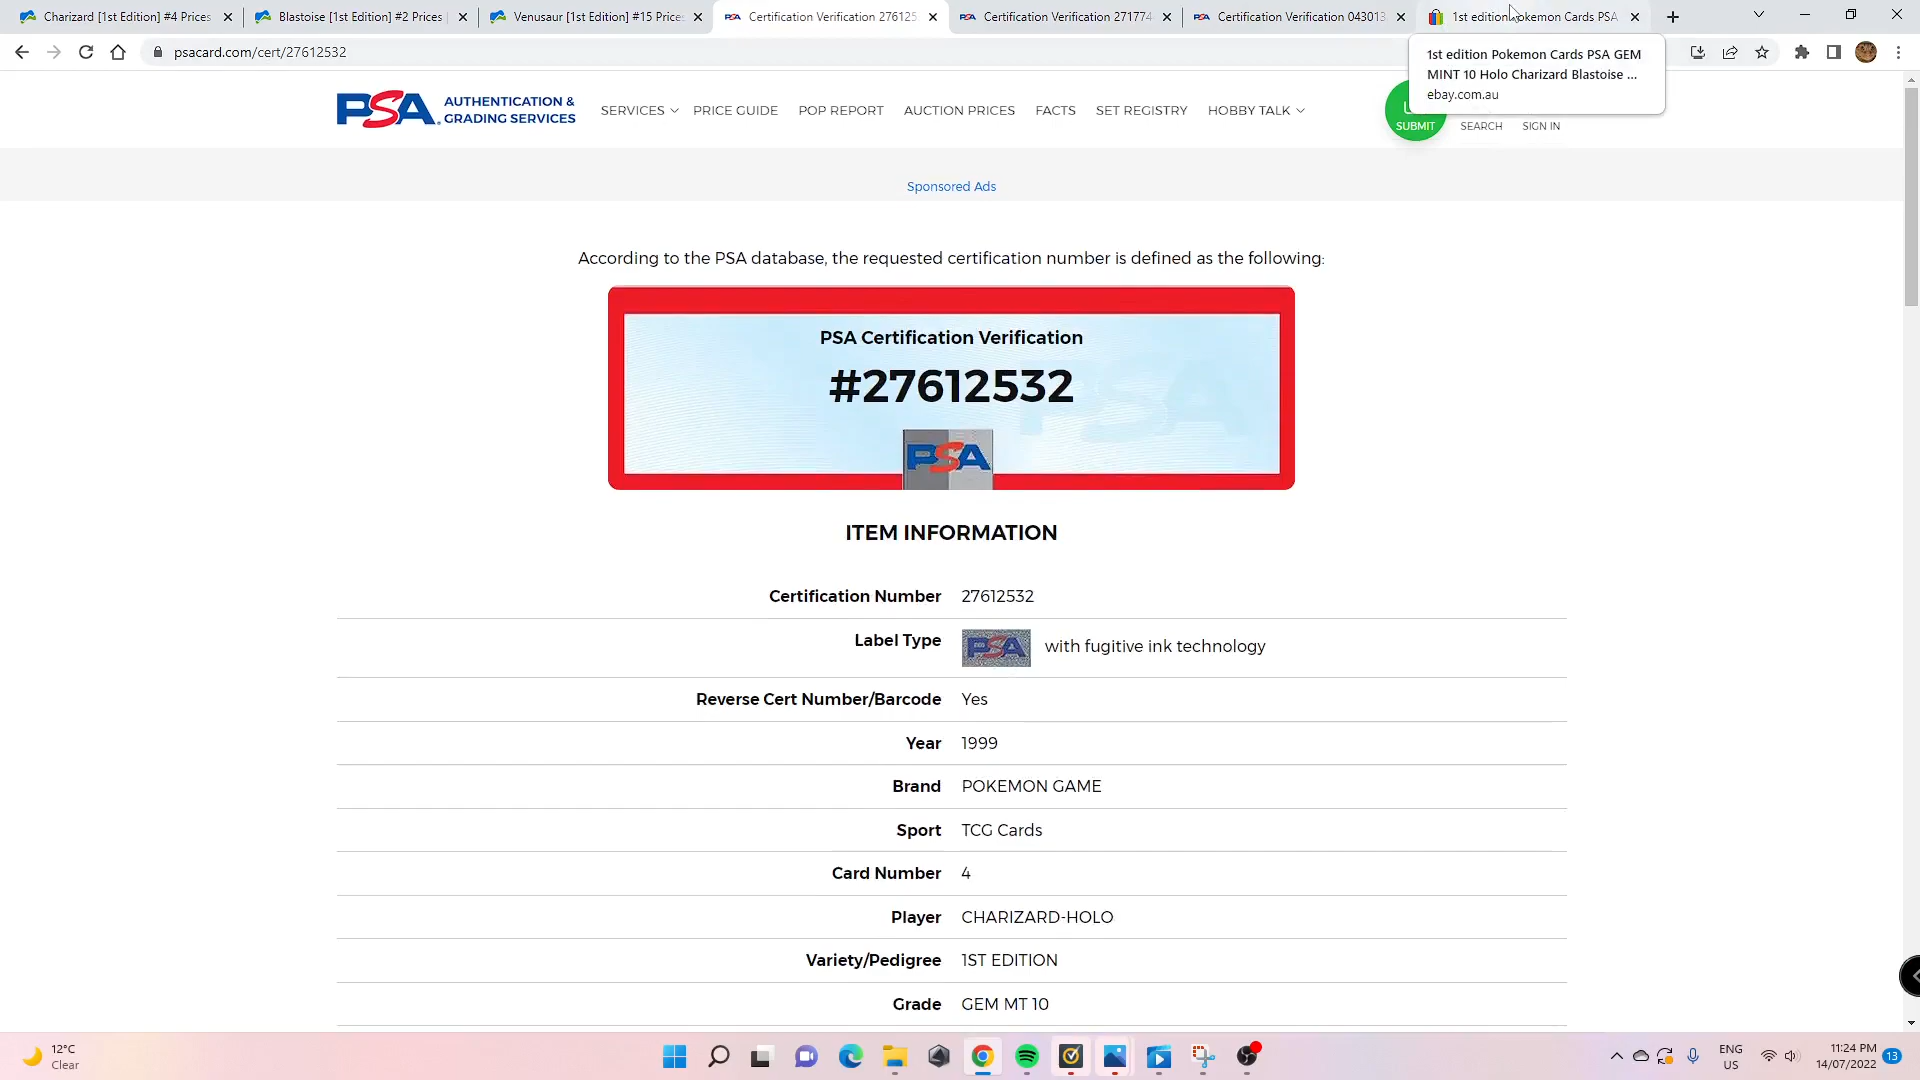 Charizard [1st Edition] #4 Prices
Blastoise [1st Edition] #2 Prices
Venusaur [1st Edition] #15 Prices
Certification Verification 276125
Certification Verification 271774
Certification Verification 043013
1st edition Pokemon Cards PSA
psacard.com/cert/27612532
1st edition Pokemon Cards PSA GEM
MINT 10 Holo Charizard Blastoise ...
ebay.com.au
PSA AUTHENTICATION &
GRADING SERVICES
SERVICES
PRICE GUIDE
POP REPORT
AUCTION PRICES
FACTS
SET REGISTRY
HOBBY TALK
SUBMIT
SEARCH
SIGN IN
Sponsored Ads
According to the PSA database, the requested certification number is defined as the following:
PSA Certification Verification
#27612532
PSA
ITEM INFORMATION
Certification Number 27612532
Label Type PSA with fugitive ink technology
Reverse Cert Number/Barcode Yes
Year 1999
Brand POKEMON GAME
Sport TCG Cards
Card Number 4
Player CHARIZARD-HOLO
Variety/Pedigree 1ST EDITION
Grade GEM MT 10
12°C
Clear
ENG
US
11:24 PM
14/07/2022
13